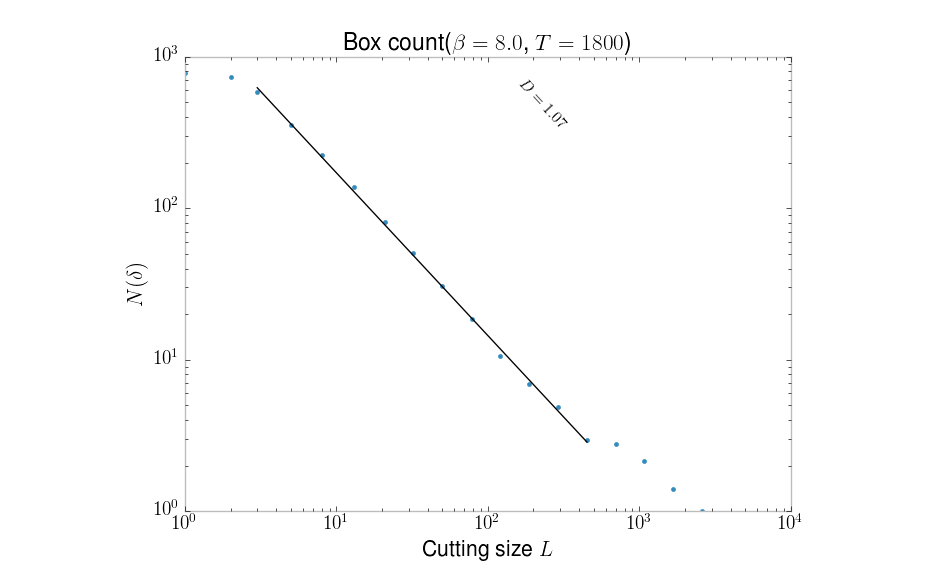 Box count(β = 8.0, T = 1800)
D = 1.07
10³
10²
10¹
10⁰
N(δ)
10⁰ 10¹ 10² 10³ 10⁴
Cutting size L